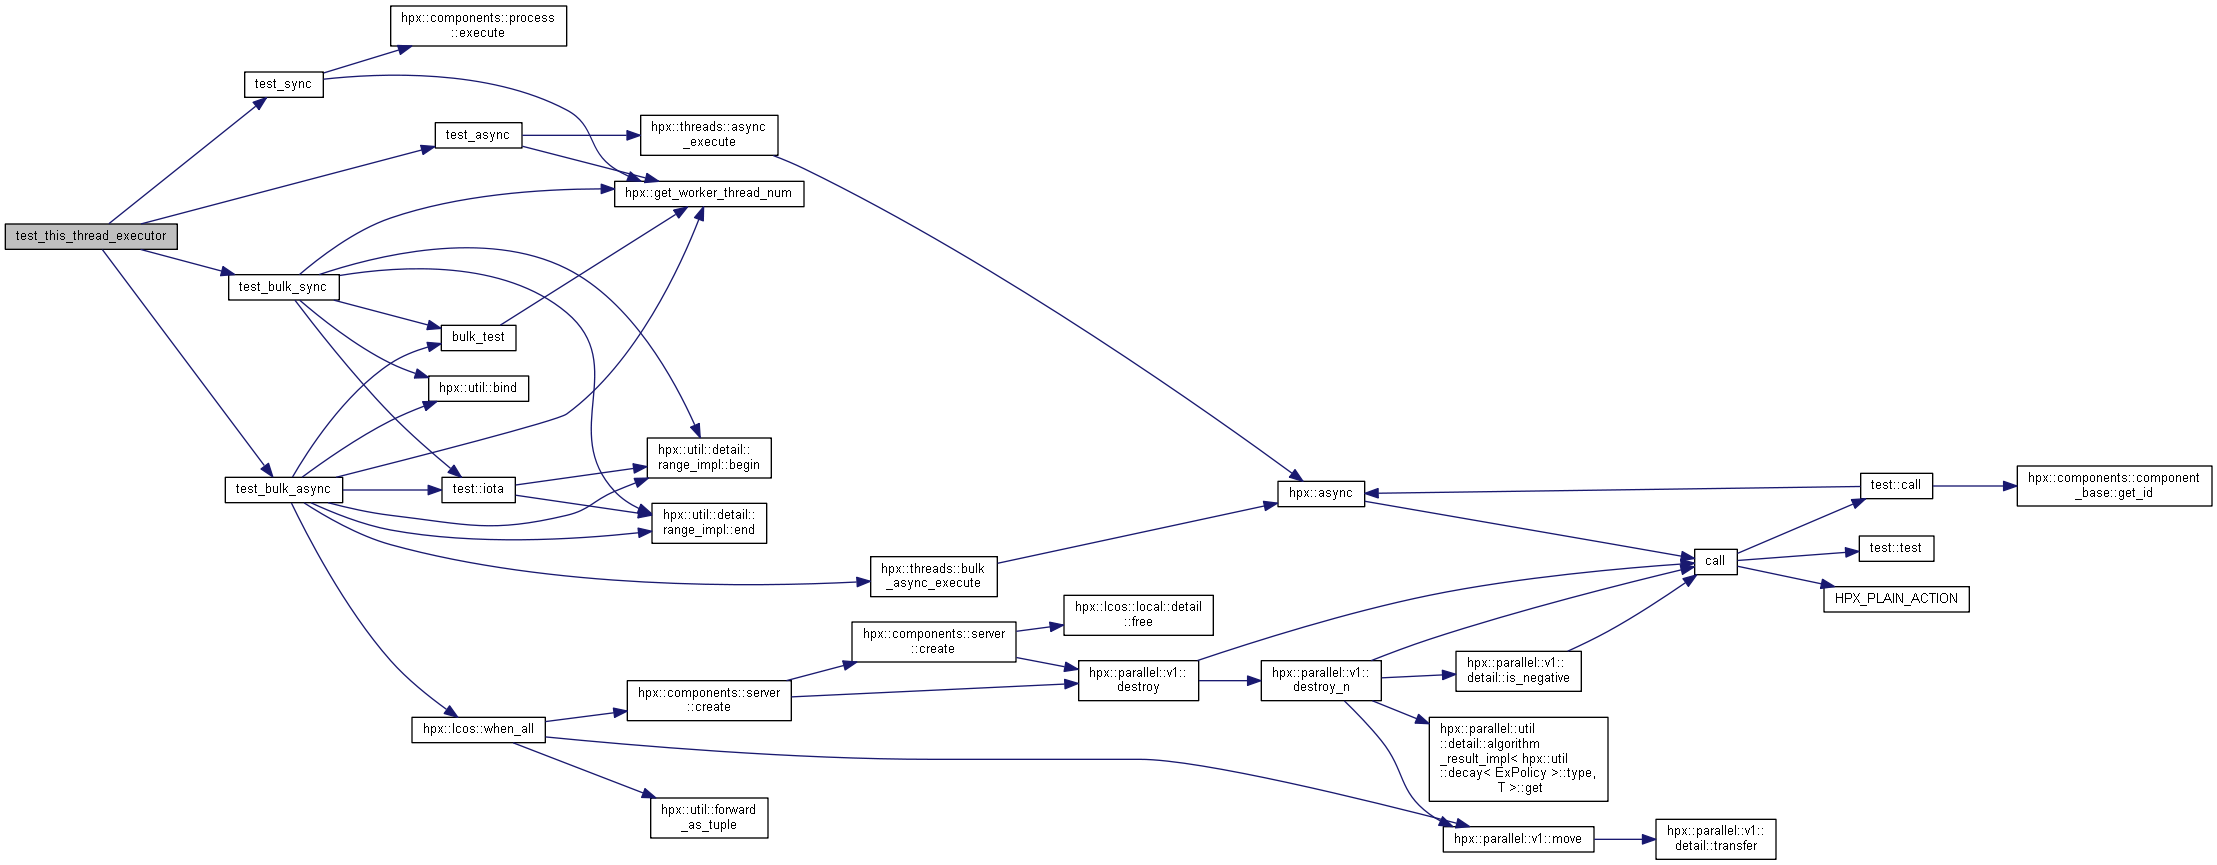 hpx::components::process
::execute
test_sync
test_async
hpx::threads::async
_execute
hpx::get_worker_thread_num
test_this_thread_executor
test_bulk_sync
bulk_test
hpx::util::bind
hpx::util::detail::
range_impl::begin
test_bulk_async
test::iota
hpx::util::detail::
range_impl::end
hpx::async
test::call
hpx::components::component
_base::get_id
call
test::test
HPX_PLAIN_ACTION
hpx::threads::bulk
_async_execute
hpx::lcos::local::detail
::free
hpx::components::server
::create
hpx::components::server
::create
hpx::parallel::v1::
destroy
hpx::parallel::v1::
destroy_n
hpx::parallel::v1::
detail::is_negative
hpx::lcos::when_all
hpx::parallel::util
::detail::algorithm
_result_impl< hpx::util
::decay< ExPolicy >::type,
T >::get
hpx::util::forward
_as_tuple
hpx::parallel::v1::move
hpx::parallel::v1::
detail::transfer